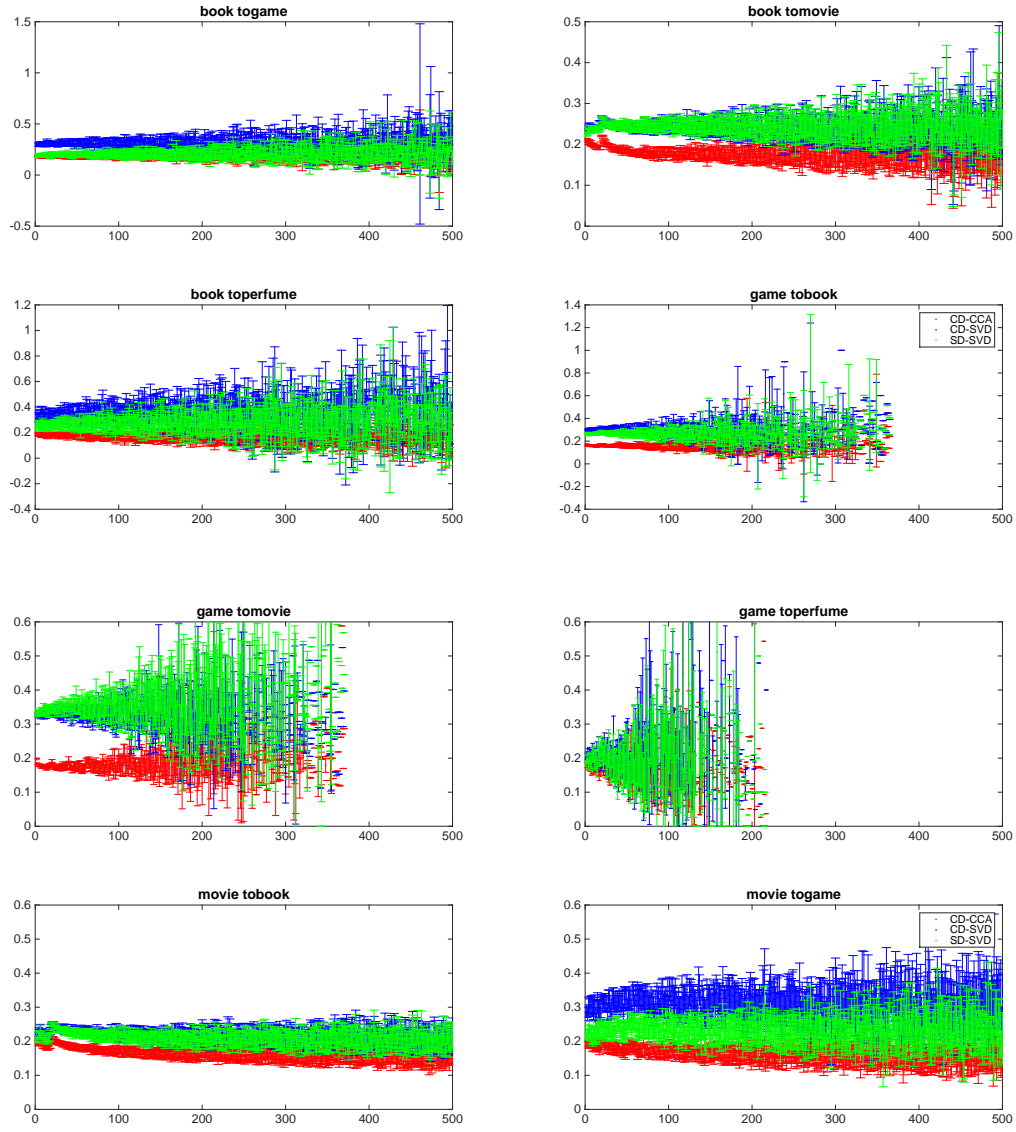 book togame
1.5
1
0.5
0
-0.5
0 100 200 300 400 500
book tomovie
0.5
0.4
0.3
0.2
0.1
0
0 100 200 300 400 500
book toperfume
1.2
1
0.8
0.6
0.4
0.2
0
-0.2
-0.4
0 100 200 300 400 500
game tobook
1.4
1.2
1
0.8
0.6
0.4
0.2
0
-0.2
-0.4
0 100 200 300 400 500
CD-CCA
CD-SVD
SD-SVD
game tomovie
0.6
0.5
0.4
0.3
0.2
0.1
0
0 100 200 300 400 500
game toperfume
0.6
0.5
0.4
0.3
0.2
0.1
0
0 100 200 300 400 500
movie tobook
0.6
0.5
0.4
0.3
0.2
0.1
0
0 100 200 300 400 500
movie togame
0.6
0.5
0.4
0.3
0.2
0.1
0
0 100 200 300 400 500
CD-CCA
CD-SVD
SD-SVD